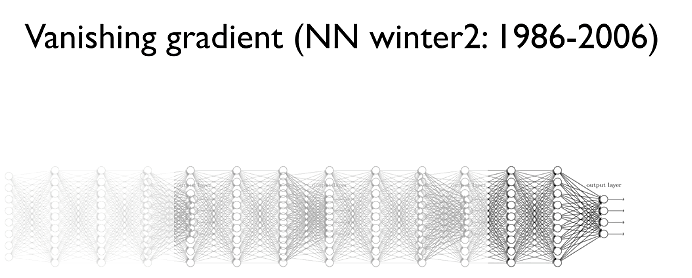 Vanishing gradient (NN winter2: 1986-2006)
output layer